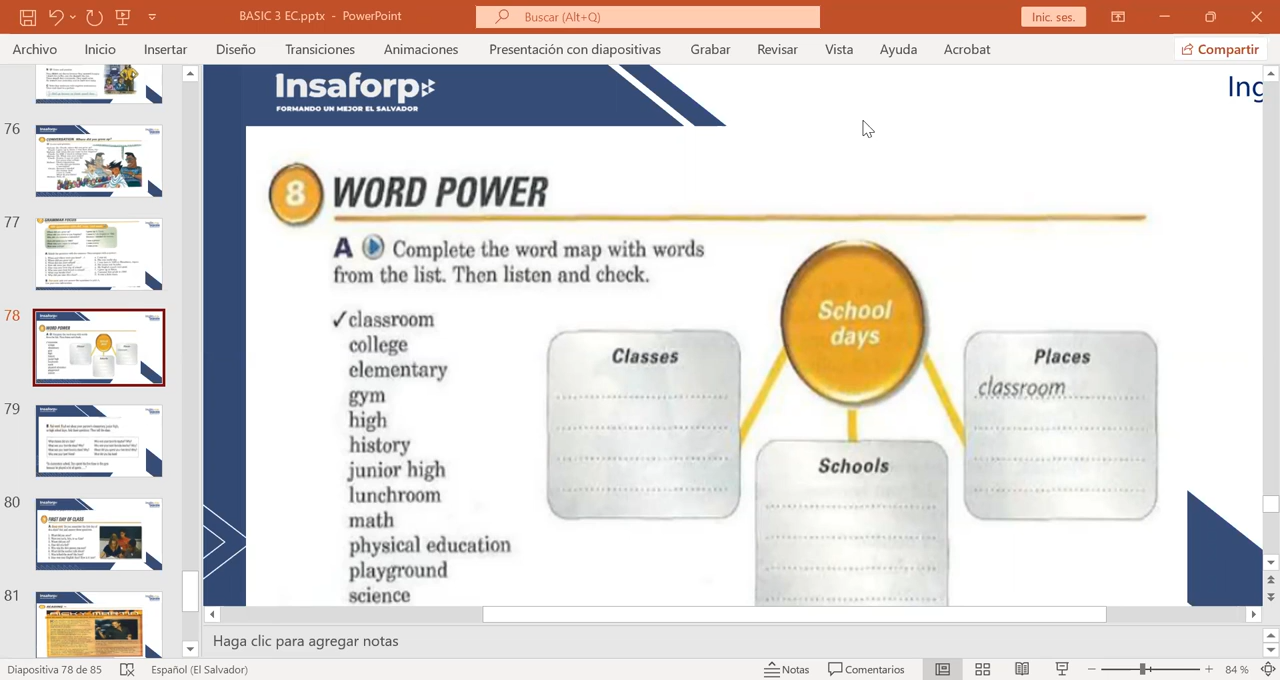 BASIC 3 EC.pptx - PowerPoint
Buscar (Alt+Q)
Inic. ses.
Archivo Inicio Insertar Diseño Transiciones Animaciones Presentación con diapositivas Grabar Revisar Vista Ayuda Acrobat
Compartir
76
77
78
79
80
81
Insaforp
FORMANDO UN MEJOR EL SALVADOR
Ing
8 WORD POWER
A Complete the word map with words
from the list. Then listen and check.
✓classroom
college
elementary
gym
high
history
junior high
lunchroom
math
physical education
playground
science
School
days
Classes
Schools
Places
classroom
Haga clic para agregar notas
Diapositiva 78 de 85
Español (El Salvador)
Notas
Comentarios
84 %